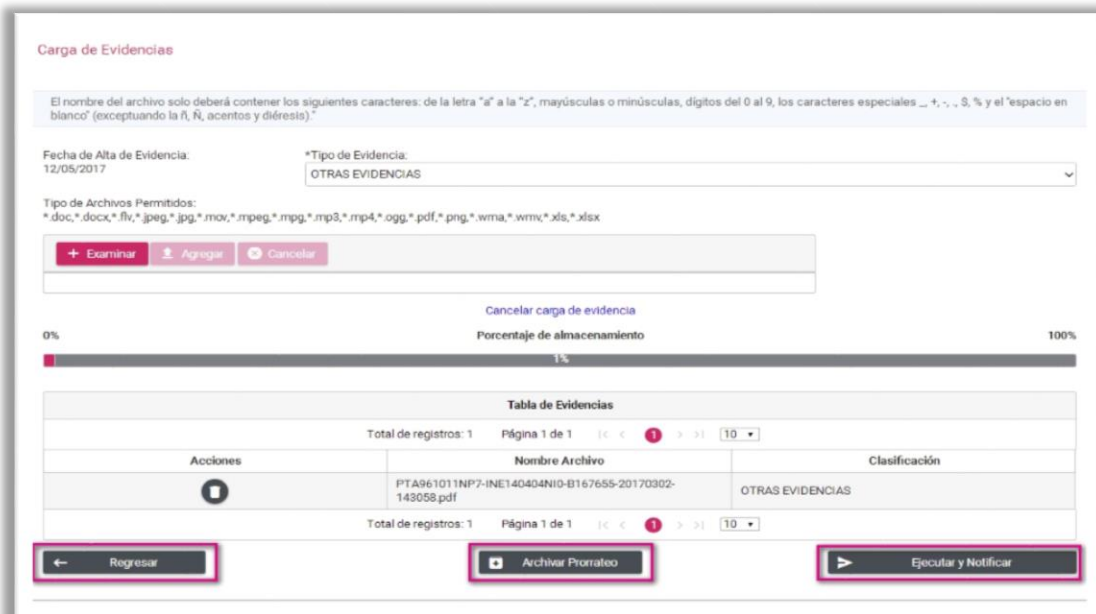 Carga de Evidencias
El nombre del archivo solo deberá contener los siguientes caracteres: de la letra "a" a la "z", mayúsculas o minúsculas, dígitos del 0 al 9, los caracteres especiales _, +, -, ., $, % y el "espacio en
blanco" (exceptuando la ñ, Ñ, acentos y diéresis)."
Fecha de Alta de Evidencia: *Tipo de Evidencia:
12/05/2017 OTRAS EVIDENCIAS
Tipo de Archivos Permitidos:
*.doc,*.docx,*.flv,*.jpeg,*.jpg,*.mov,*.mpeg,*.mpg,*.mp3,*.mp4,*.ogg,*.pdf,*.png,*.wma,*.wmv,*.xls,*.xlsx
+ Examinar Agregar Cancelar
Cancelar carga de evidencia
0% Porcentaje de almacenamiento 100%
1%
Tabla de Evidencias
Total de registros: 1 Página 1 de 1 1 10
Acciones Nombre Archivo Clasificación
PTA961011NP7-INE140404NI0-B167655-20170302-
143058.pdf OTRAS EVIDENCIAS
Total de registros: 1 Página 1 de 1 1 10
Regresar Archivar Prorrateo Ejecutar y Notificar